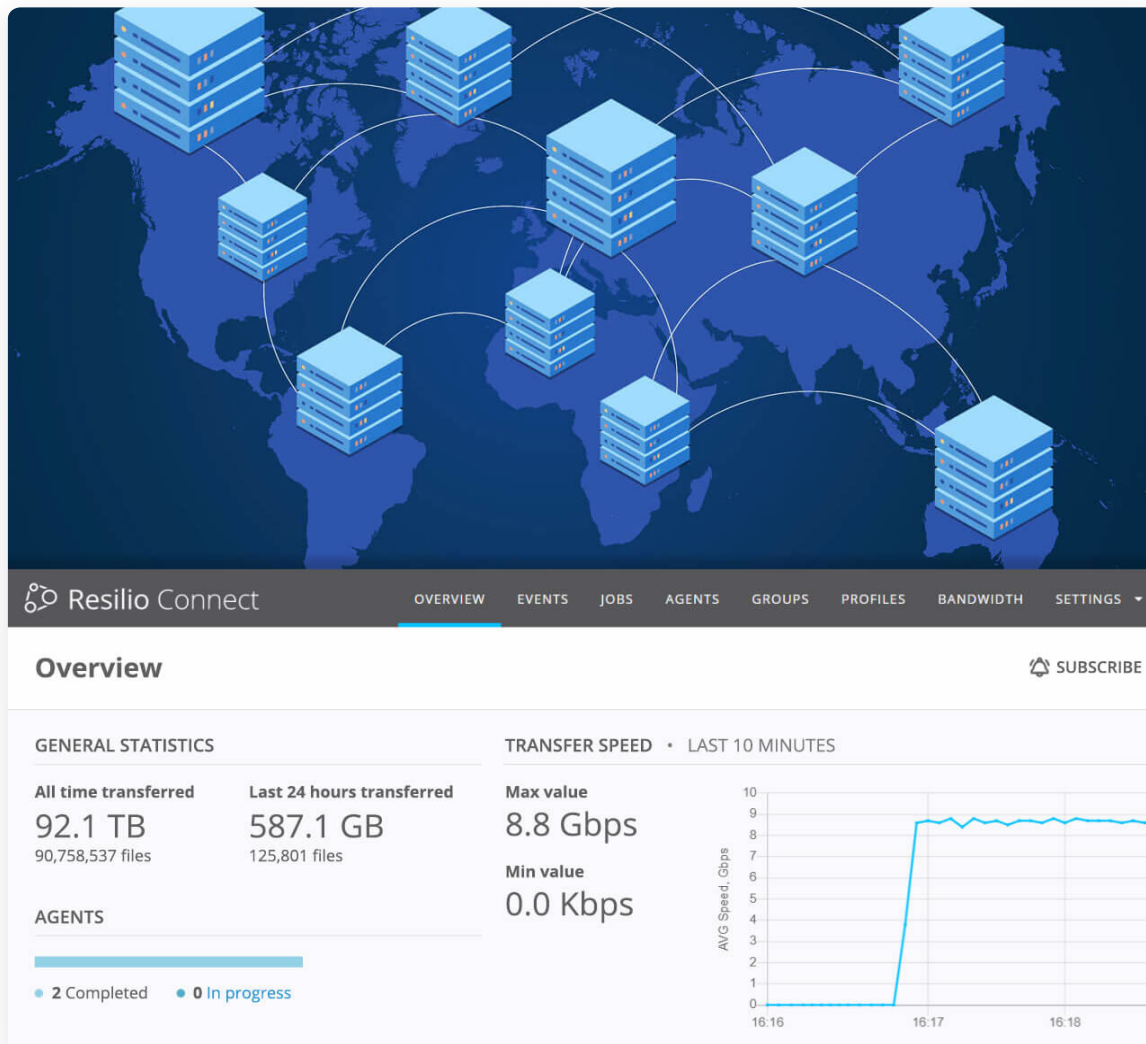 Resilio Connect
OVERVIEW EVENTS JOBS AGENTS GROUPS PROFILES BANDWIDTH SETTINGS
Overview
SUBSCRIBE
GENERAL STATISTICS
All time transferred Last 24 hours transferred
92.1 TB 587.1 GB
90,758,537 files 125,801 files
AGENTS
2 Completed 0 In progress
TRANSFER SPEED • LAST 10 MINUTES
Max value
8.8 Gbps
Min value
0.0 Kbps
AVG Speed, Gbps
10
9
8
7
6
5
4
3
2
1
0
16:16 16:17 16:18